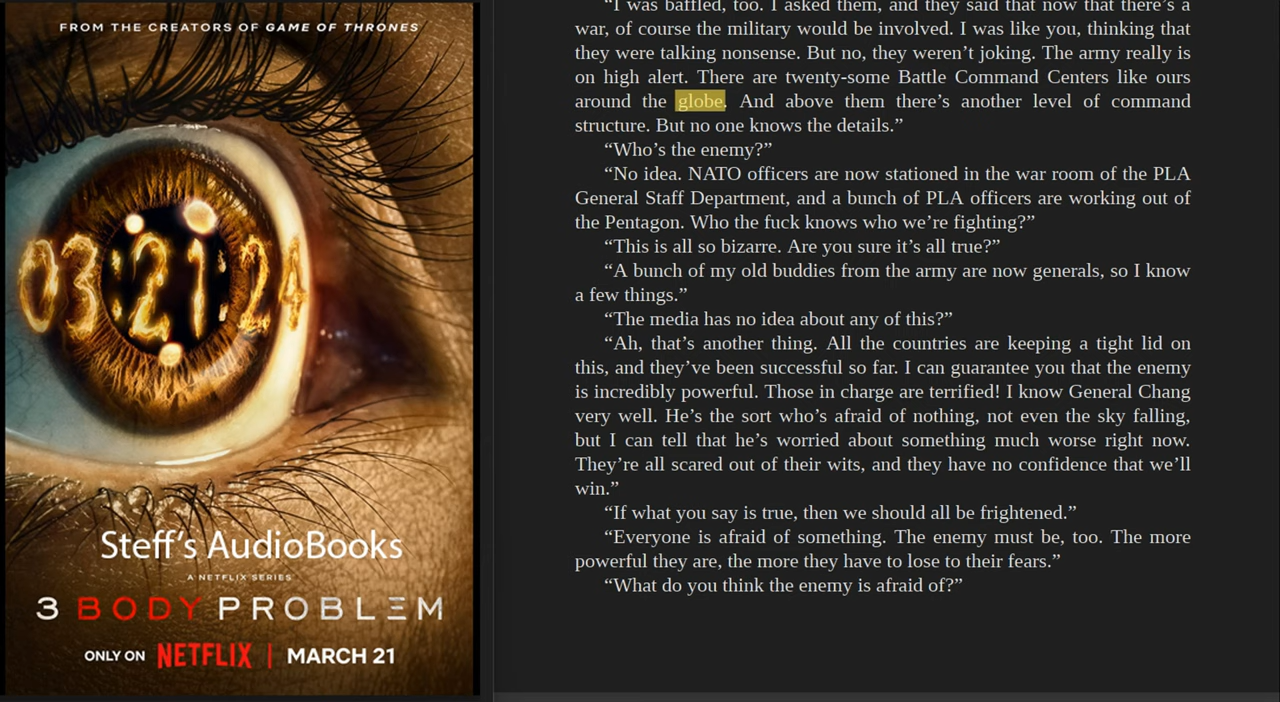 FROM THE CREATORS OF GAME OF THRONES
03:21:24
Steff's AudioBooks
A NETFLIX SERIES
3 BODY PROBLEM
ONLY ON NETFLIX | MARCH 21
“I was baffled, too. I asked them, and they said that now that there’s a
war, of course the military would be involved. I was like you, thinking that
they were talking nonsense. But no, they weren’t joking. The army really is
on high alert. There are twenty-some Battle Command Centers like ours
around the globe. And above them there’s another level of command
structure. But no one knows the details.”
“Who’s the enemy?”
“No idea. NATO officers are now stationed in the war room of the PLA
General Staff Department, and a bunch of PLA officers are working out of
the Pentagon. Who the fuck knows who we’re fighting?”
“This is all so bizarre. Are you sure it’s all true?”
“A bunch of my old buddies from the army are now generals, so I know
a few things.”
“The media has no idea about any of this?”
“Ah, that’s another thing. All the countries are keeping a tight lid on
this, and they’ve been successful so far. I can guarantee you that the enemy
is incredibly powerful. Those in charge are terrified! I know General Chang
very well. He’s the sort who’s afraid of nothing, not even the sky falling,
but I can tell that he’s worried about something much worse right now.
They’re all scared out of their wits, and they have no confidence that we’ll
win.”
“If what you say is true, then we should all be frightened.”
“Everyone is afraid of something. The enemy must be, too. The more
powerful they are, the more they have to lose to their fears.”
“What do you think the enemy is afraid of?”